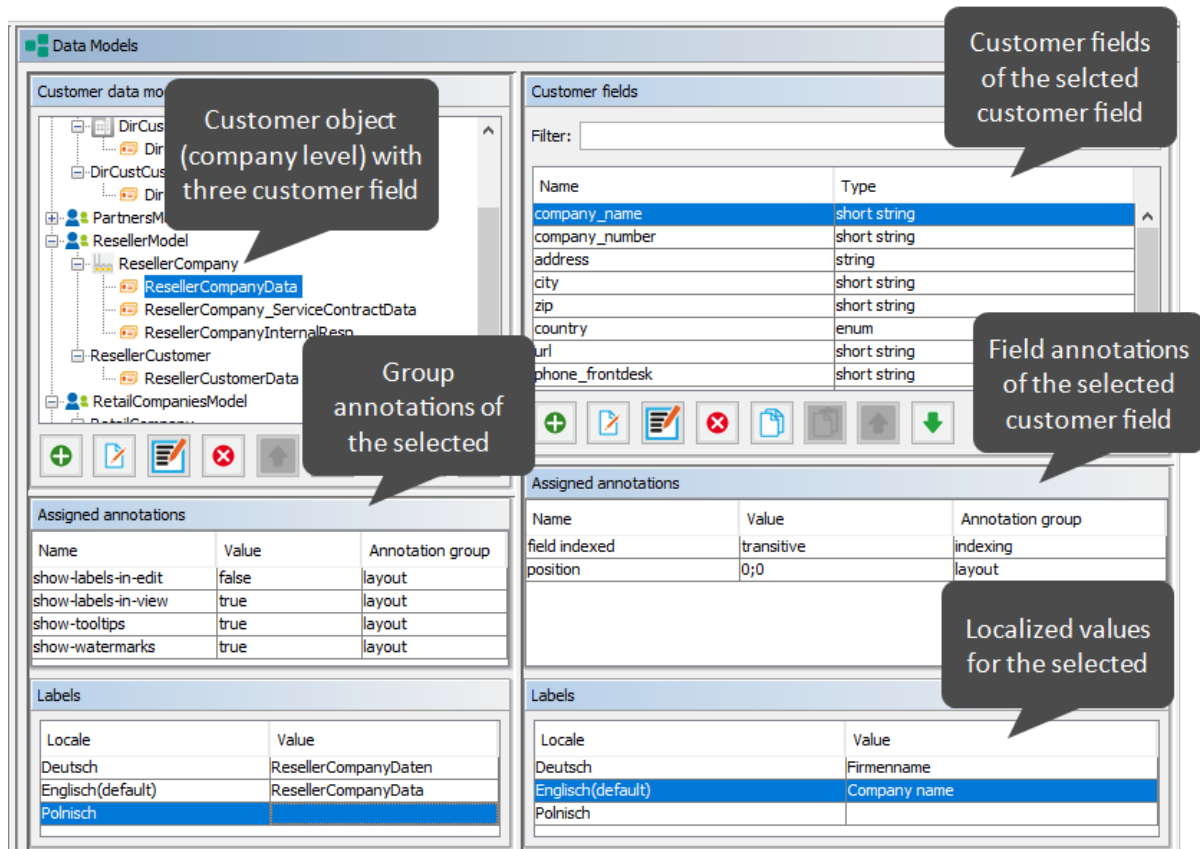 Data Models
Customer data mo
DirCus
Dir
DirCustCus
Dir
PartnersM
ResellerModel
ResellerCompany
ResellerCompanyData
ResellerCompany_ServiceContractData
ResellerCompanyInternalResp
ResellerCustomer
ResellerCustomerData
RetailCompaniesModel
RetailCompany
Customer object
(company level) with
three customer field
Group
annotations of
the selected
Assigned annotations
Name Value Annotation group
show-labels-in-edit false layout
show-labels-in-view true layout
show-tooltips true layout
show-watermarks true layout
Labels
Locale Value
Deutsch ResellerCompanyDaten
Englisch(default) ResellerCompanyData
Polnisch
Customer fields
Filter:
Name Type
company_name short string
company_number short string
address string
city short string
zip short string
country enum
url short string
phone_frontdesk short string
Customer fields
of the selcted
customer field
Field annotations
of the selected
customer field
Assigned annotations
Name Value Annotation group
field indexed transitive indexing
position 0;0 layout
Localized values
for the selected
Labels
Locale Value
Deutsch Firmenname
Englisch(default) Company name
Polnisch